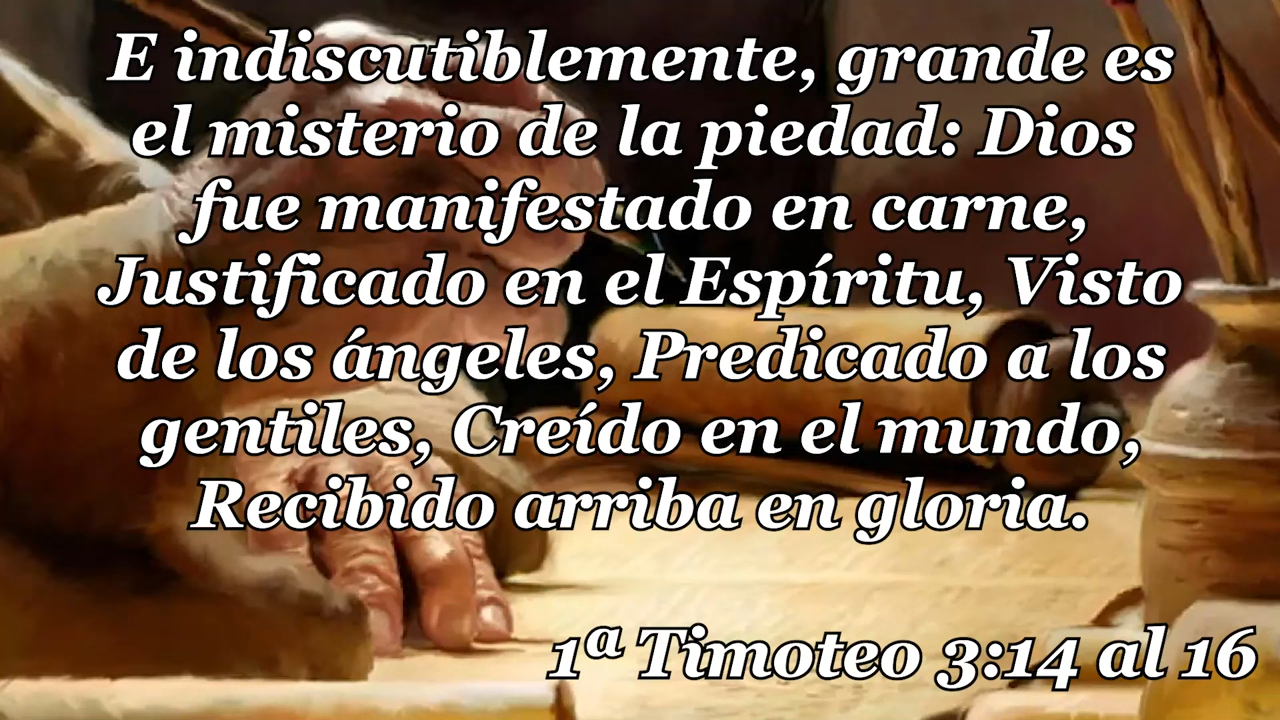 E indiscutiblemente, grande es
el misterio de la piedad: Dios
fue manifestado en carne,
Justificado en el Espíritu, Visto
de los ángeles, Predicado a los
gentiles, Creído en el mundo,
Recibido arriba en gloria.
1ª Timoteo 3:14 al 16